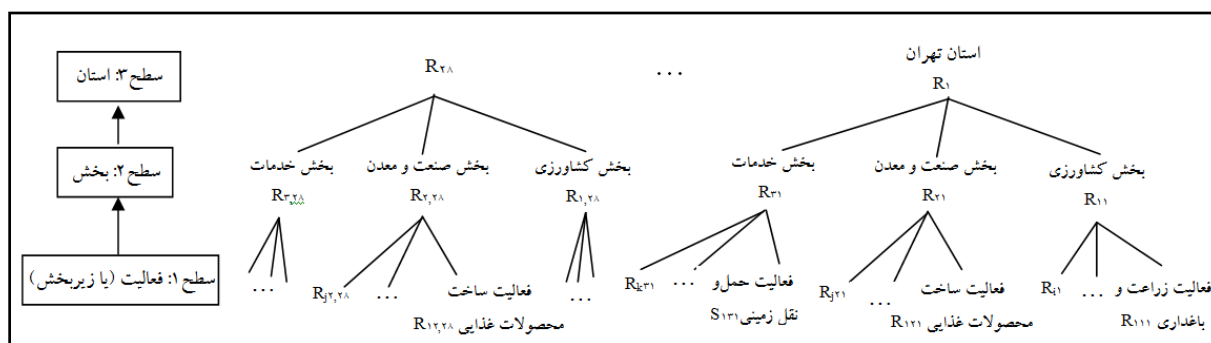 استان تهران
R۱
...
R۲۸
بخش کشاورزی
R۱۱
بخش صنعت و معدن
R۲۱
بخش خدمات
R۳۱
بخش کشاورزی
R۱,۲۸
بخش صنعت و معدن
R۲,۲۸
بخش خدمات
R۳,۲۸
فعالیت زراعت و
باغداری R۱۱۱
...
Ri۱
فعالیت ساخت
محصولات غذایی R۱۲۱
...
Rj۲۱
فعالیت حمل و
نقل زمینی S۱۳۱
...
Rk۳۱
...
فعالیت ساخت
محصولات غذایی R۱۲,۲۸
...
Rj۲,۲۸
...
سطح ۳: استان
سطح ۲: بخش
سطح ۱: فعالیت (یا زیربخش)